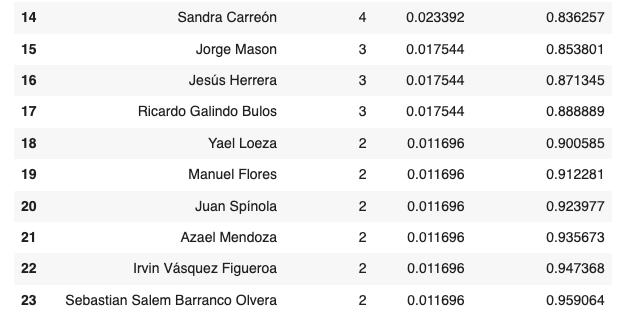 14 Sandra Carreón 4 0.023392 0.836257
15 Jorge Mason 3 0.017544 0.853801
16 Jesús Herrera 3 0.017544 0.871345
17 Ricardo Galindo Bulos 3 0.017544 0.888889
18 Yael Loeza 2 0.011696 0.900585
19 Manuel Flores 2 0.011696 0.912281
20 Juan Spínola 2 0.011696 0.923977
21 Azael Mendoza 2 0.011696 0.935673
22 Irvin Vásquez Figueroa 2 0.011696 0.947368
23 Sebastian Salem Barranco Olvera 2 0.011696 0.959064